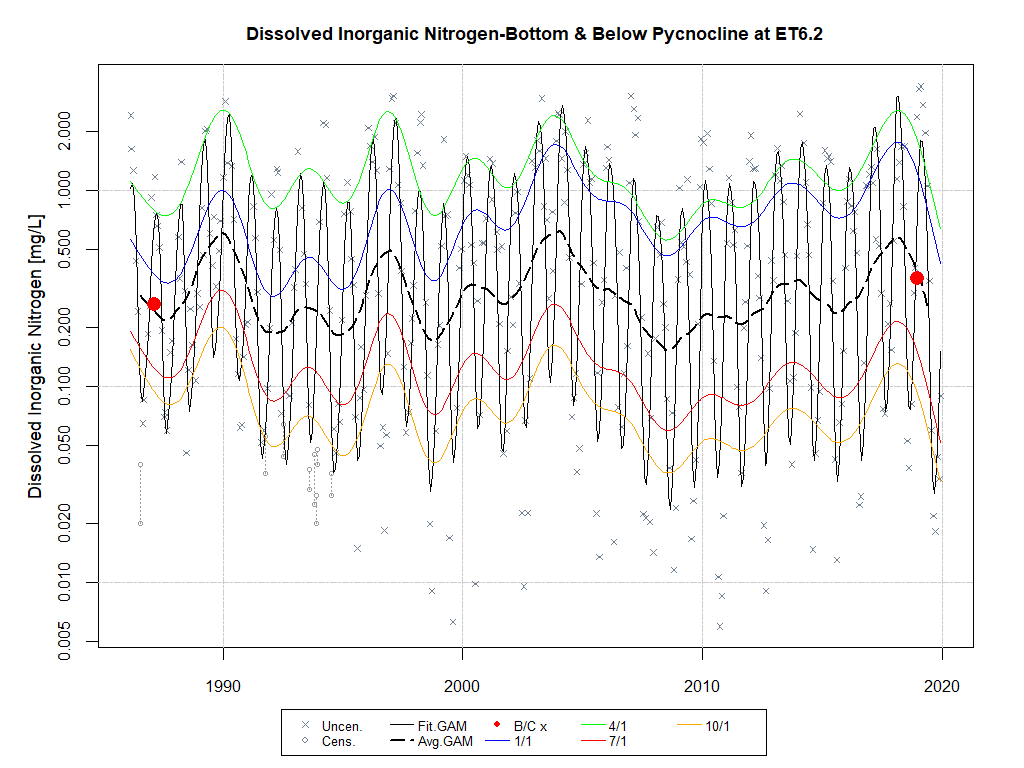 Dissolved Inorganic Nitrogen-Bottom & Below Pycnocline at ET6.2
Dissolved Inorganic Nitrogen [mg/L]
2.000
1.000
0.500
0.200
0.100
0.050
0.020
0.010
0.005
1990 2000 2010 2020
Uncen. Fit.GAM B/C x 4/1 10/1
Cens. Avg.GAM 1/1 7/1